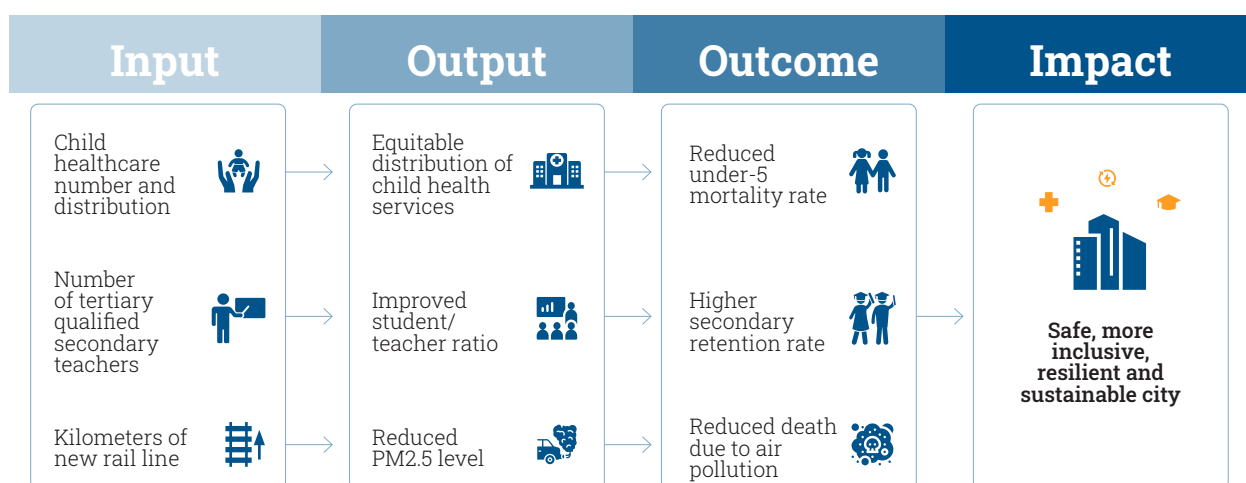 Input
Output
Outcome
Impact
Child
healthcare
number and
distribution
Equitable
distribution of
child health
services
Reduced
under-5
mortality rate
Number
of tertiary
qualified
secondary
teachers
Improved
student/
teacher ratio
Higher
secondary
retention rate
Safe, more
inclusive,
resilient and
sustainable city
Kilometers of
new rail line
Reduced
PM2.5 level
Reduced death
due to air
pollution